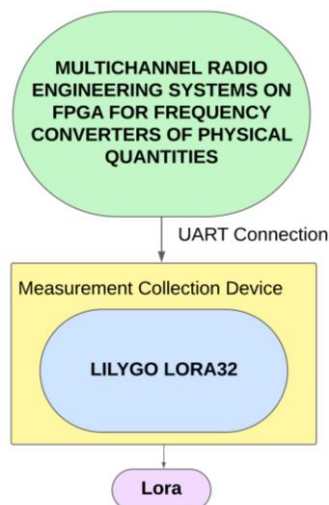 MULTICHANNEL RADIO
ENGINEERING SYSTEMS ON
FPGA FOR FREQUENCY
CONVERTERS OF PHYSICAL
QUANTITIES
UART Connection
Measurement Collection Device
LILYGO LORA32
Lora